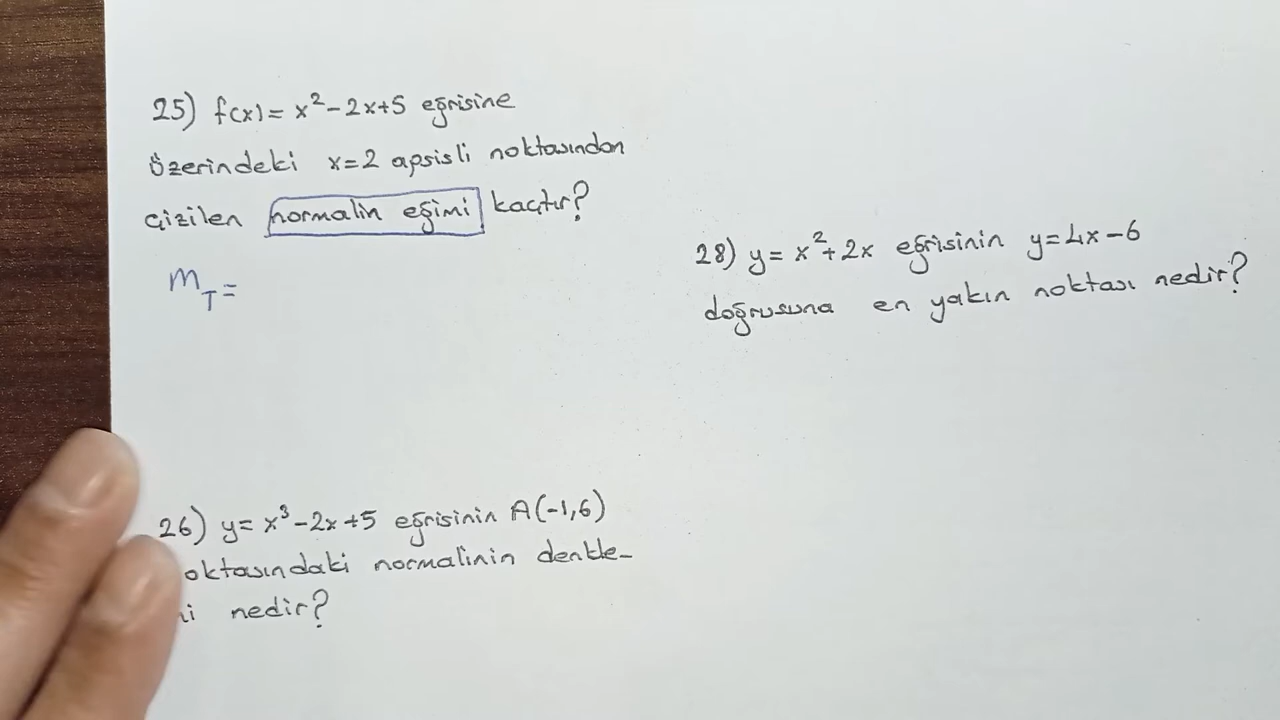 25) f(x) = x² - 2x + 5 eğrisine
üzerindeki x=2 apsisli noktasından
çizilen normalin eğimi kaçtır?
m_T =
26) y = x³ - 2x + 5 eğrisinin A(-1,6)
oktasındaki normalinin denkle-
i nedir?
28) y = x² + 2x eğrisinin y = 4x - 6
doğrusuna en yakın noktası nedir?